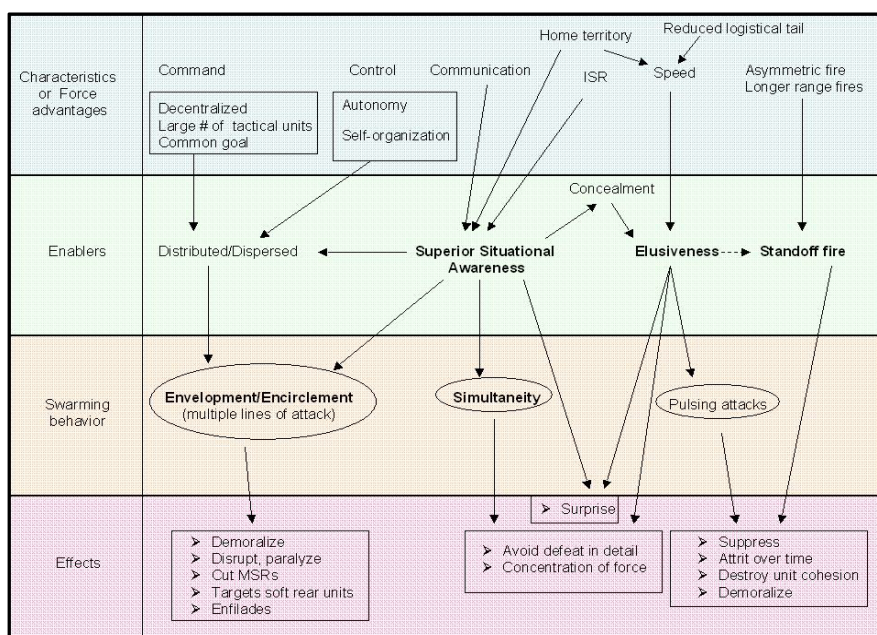 Characteristics
or Force
advantages
Command
Decentralized
Large # of tactical units
Common goal
Control
Autonomy
Self-organization
Communication
Home territory
ISR
Reduced logistical tail
Speed
Asymmetric fire
Longer range fires
Enablers
Distributed/Dispersed
Superior Situational
Awareness
Concealment
Elusiveness
Standoff fire
Swarming
behavior
Envelopment/Encirclement
(multiple lines of attack)
Simultaneity
Pulsing attacks
Effects
Demoralize
Disrupt, paralyze
Cut MSRs
Targets soft rear units
Enfilades
Surprise
Avoid defeat in detail
Concentration of force
Suppress
Attrit over time
Destroy unit cohesion
Demoralize